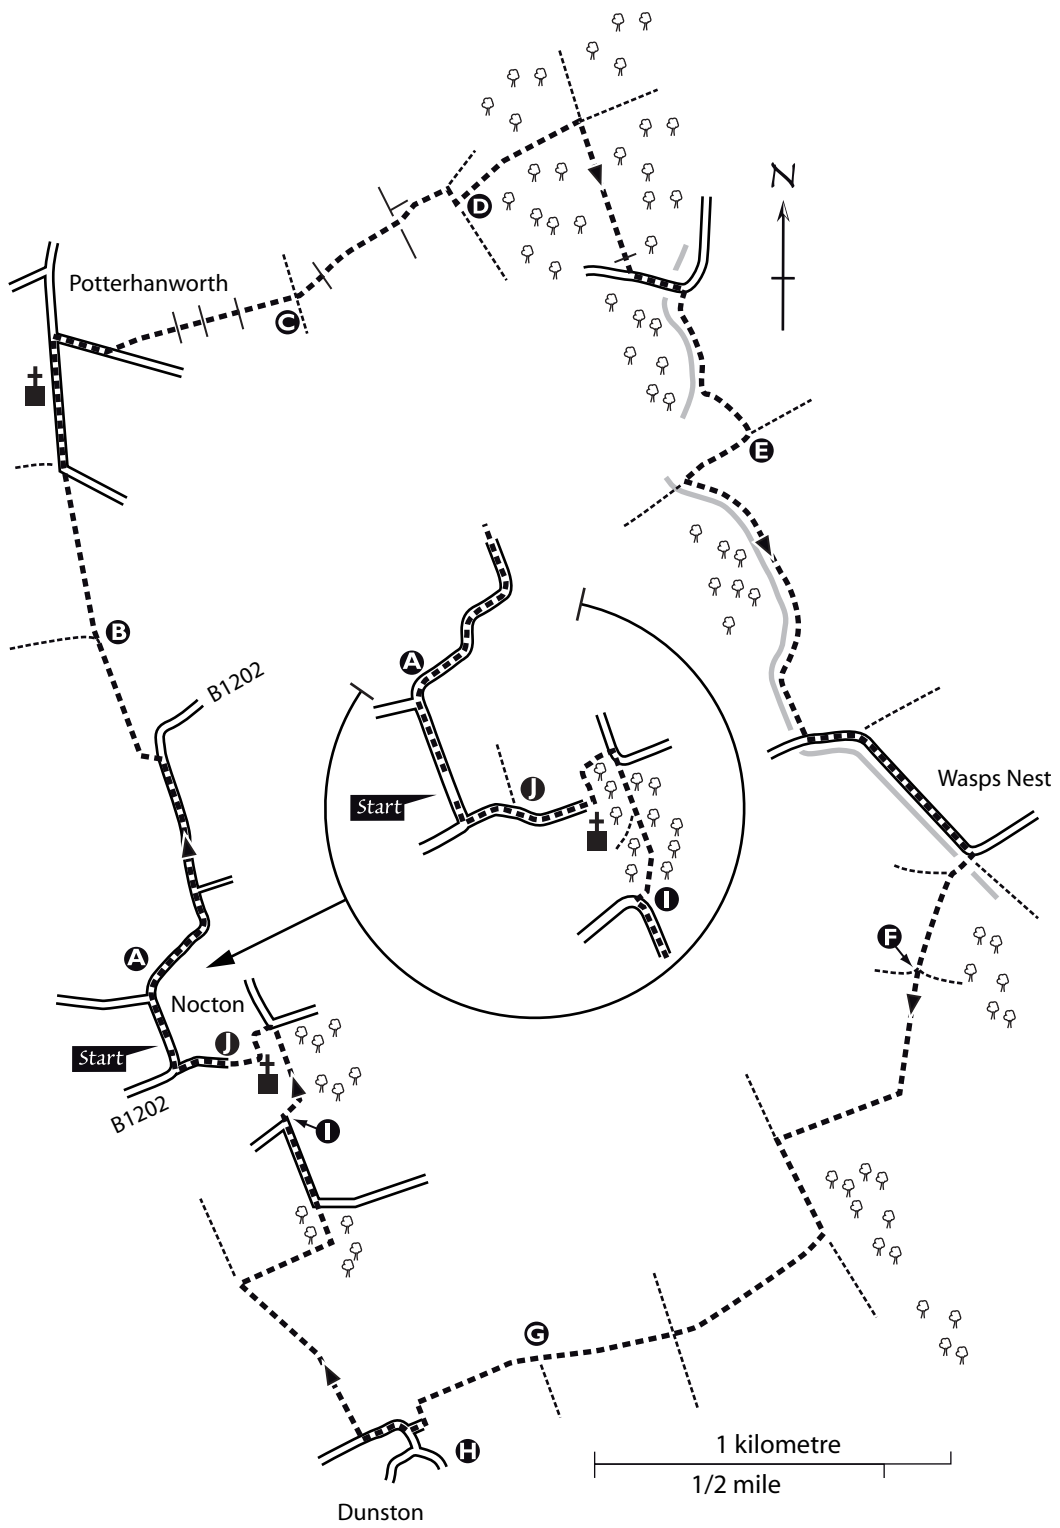 N
D
Potterhanworth
C
E
B
B1202
A
Start
J
I
Wasps Nest
F
A
Nocton
J
Start
B1202
I
G
H
1 kilometre
1/2 mile
Dunston